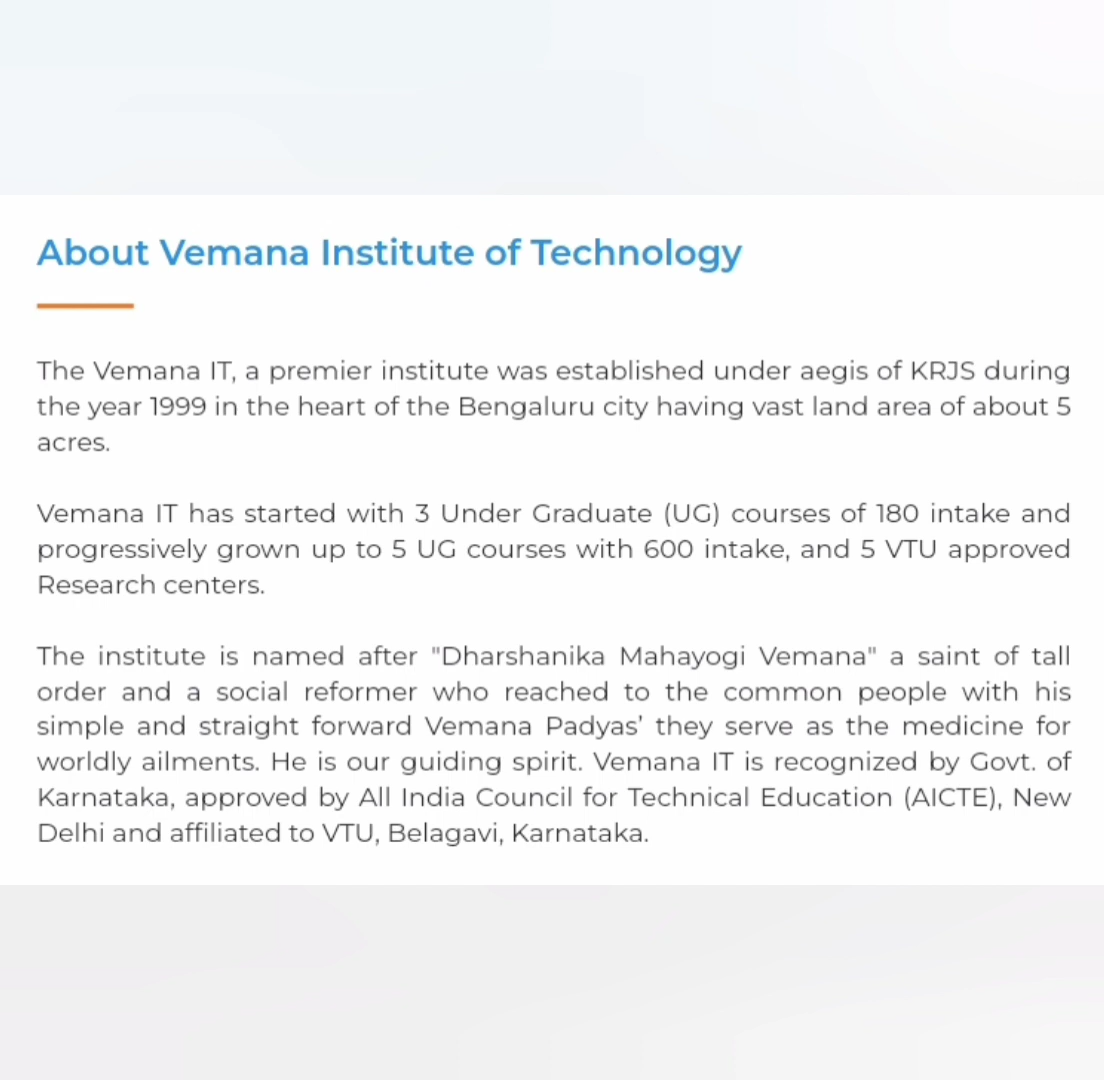 About Vemana Institute of Technology
The Vemana IT, a premier institute was established under aegis of KRJS during
the year 1999 in the heart of the Bengaluru city having vast land area of about 5
acres.
Vemana IT has started with 3 Under Graduate (UG) courses of 180 intake and
progressively grown up to 5 UG courses with 600 intake, and 5 VTU approved
Research centers.
The institute is named after "Dharshanika Mahayogi Vemana" a saint of tall
order and a social reformer who reached to the common people with his
simple and straight forward Vemana Padyas’ they serve as the medicine for
worldly ailments. He is our guiding spirit. Vemana IT is recognized by Govt. of
Karnataka, approved by All India Council for Technical Education (AICTE), New
Delhi and affiliated to VTU, Belagavi, Karnataka.